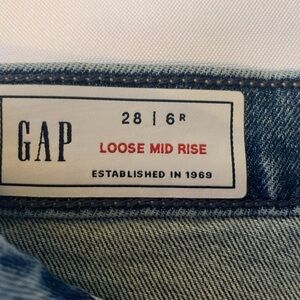 GAP
28 | 6R
LOOSE MID RISE
ESTABLISHED IN 1969